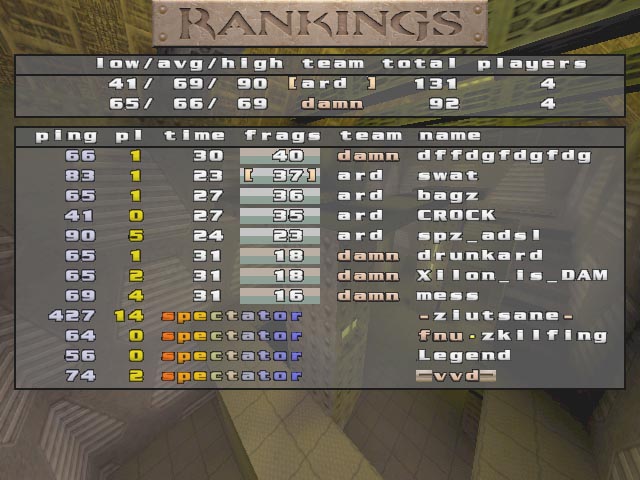 RANKINGS
low/avg/high team total players
41/ 69/ 90 [ard ] 131 4
65/ 66/ 69 damn 92 4
ping pl time frags team name
66 1 30 40 damn dffdgfdgfdg
83 1 23 [ 37] ard swat
65 1 27 36 ard bagz
41 0 27 35 ard CROCK
90 5 24 23 ard spz_adsl
65 1 31 18 damn drunkard
65 2 31 18 damn Xilon_is_DAM
69 4 31 16 damn mess
427 14 spectator -ziutsane-
64 0 spectator fnu·zkilfing
56 0 spectator Legend
74 2 spectator =vvd=